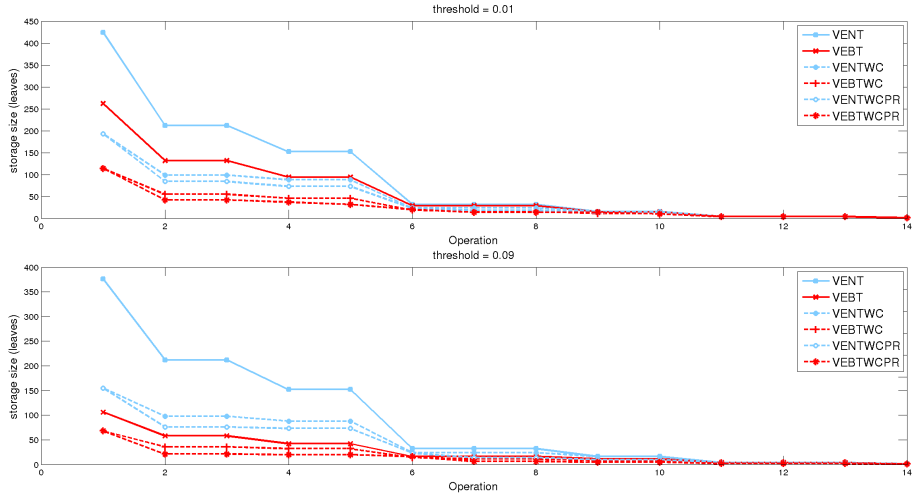 threshold = 0.01
storage size (leaves)
450
400
350
300
250
200
150
100
50
0
0 2 4 6 8 10 12 14
Operation
VENT
VEBT
VENTWC
VEBTWC
VENTWCPR
VEBTWCPR
threshold = 0.09
storage size (leaves)
400
350
300
250
200
150
100
50
0
0 2 4 6 8 10 12 14
Operation
VENT
VEBT
VENTWC
VEBTWC
VENTWCPR
VEBTWCPR